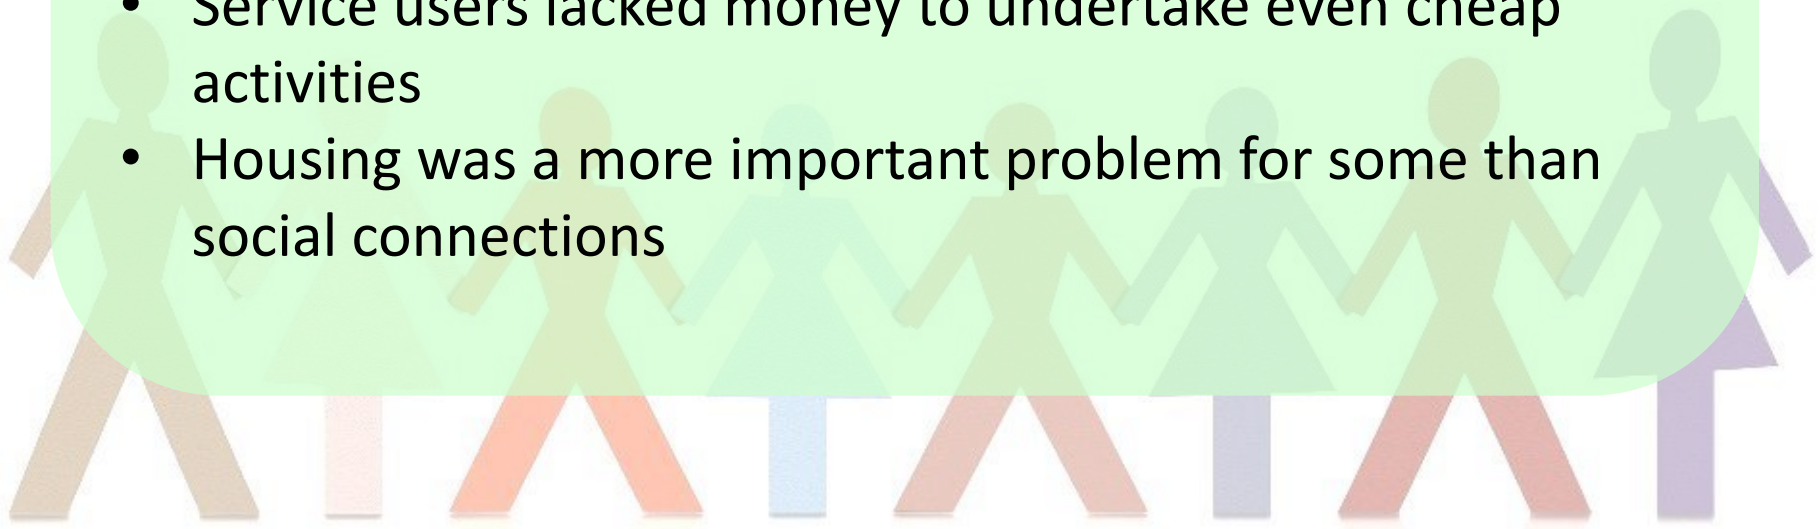 • Service users lacked money to undertake even cheap
activities
• Housing was a more important problem for some than
social connections